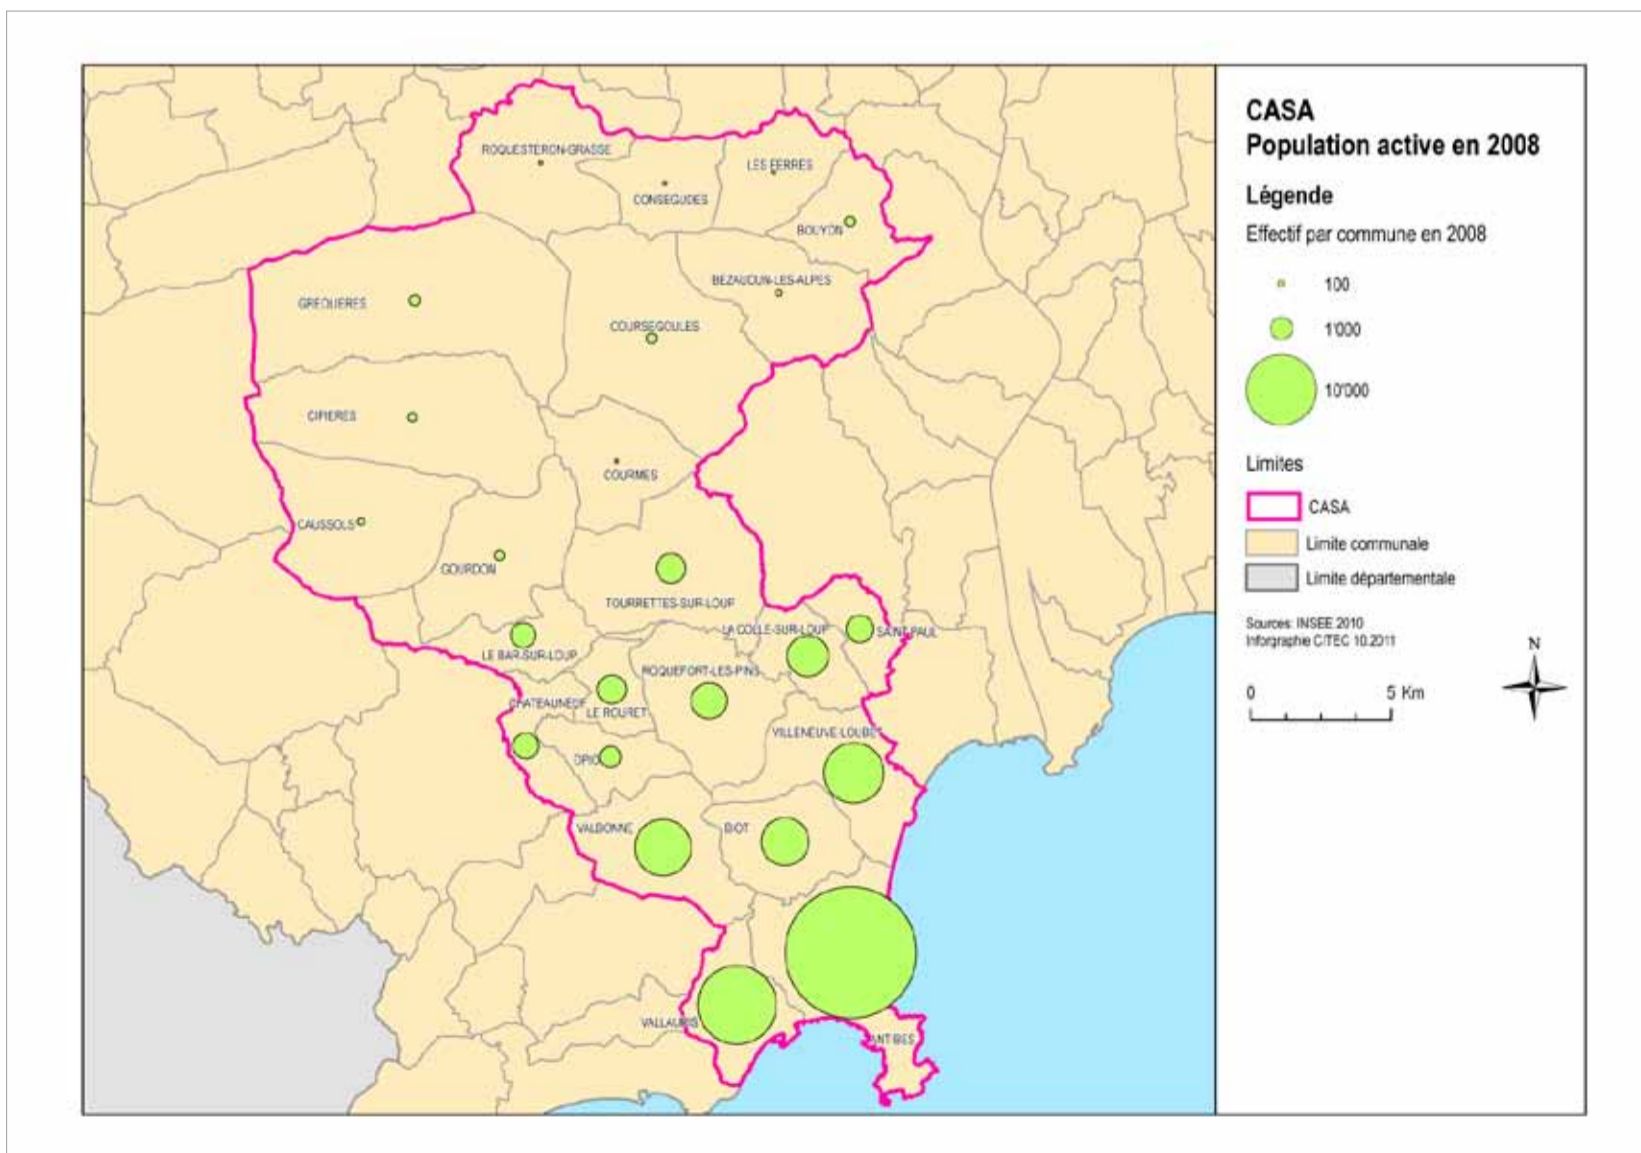 CASA
Population active en 2008
Légende
Effectif par commune en 2008
100
1'000
10'000
Limites
CASA
Limite communale
Limite départementale
Sources: INSEE 2010
Inforgraphie C/TEC 10.2011
N
0 5 Km
ROQUESTERON-GRASSE
LES FERRES
CONSEGUDES
BOUYON
BEZAUDUN-LES-ALPES
GREOLIERES
COURSEGOULES
CIPIERES
COURMES
CAUSSOLS
GOURDON
TOURRETTES-SUR-LOUP
LA COLLE-SUR-LOUP
SAINT-PAUL
LE BAR-SUR-LOUP
ROQUEFORT-LES-PINS
CHATEAUNEUF
LE ROURET
VILLENEUVE-LOUBET
OPIO
VALBONNE
BIOT
VALLAURIS
ANTIBES